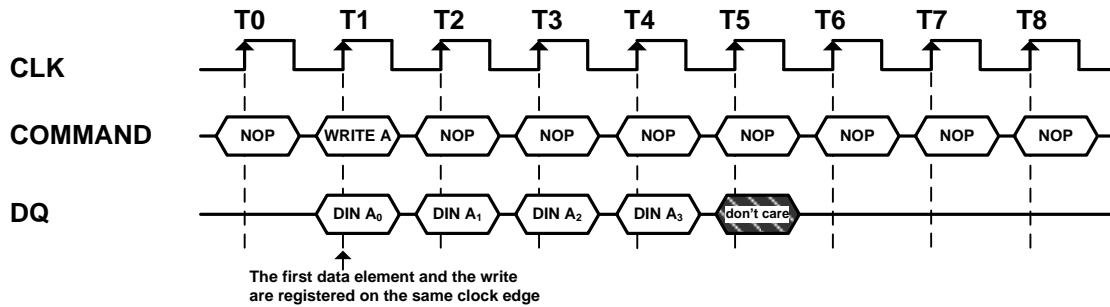 T0 T1 T2 T3 T4 T5 T6 T7 T8
CLK
COMMAND NOP WRITE A NOP NOP NOP NOP NOP NOP NOP
DQ DIN A₀ DIN A₁ DIN A₂ DIN A₃ don't care
The first data element and the write
are registered on the same clock edge